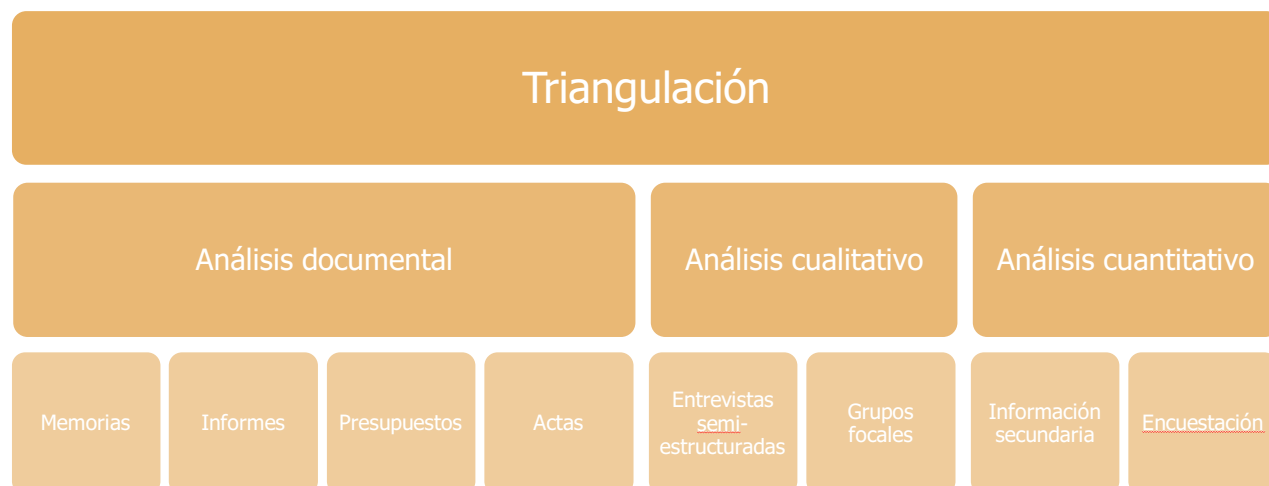 Triangulación
Análisis documental
Análisis cualitativo
Análisis cuantitativo
Memorias
Informes
Presupuestos
Actas
Entrevistas
semi-
estructuradas
Grupos
focales
Información
secundaria
Encuestación